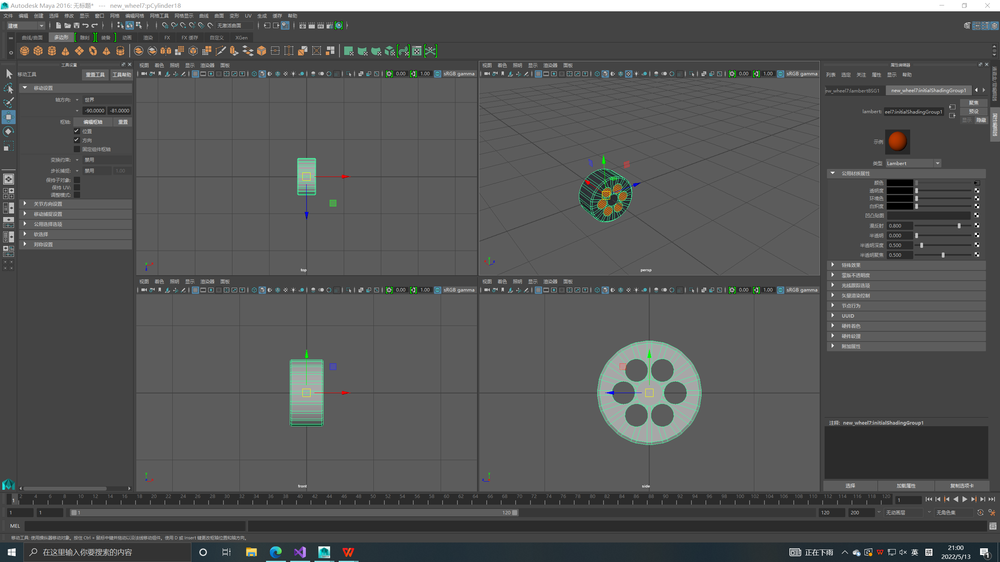 Autodesk Maya 2016: 无标题*   ---   new_wheel7:pCylinder18
文件 编辑 创建 选择 修改 显示 窗口 网格 编辑网格 网格工具 网格显示 曲线 曲面 变形 UV 生成 缓存 帮助
建模 无激活曲面
曲线/曲面 多边形 雕刻 装备 动画 渲染 FX FX 缓存 自定义 XGen
工具设置
移动工具 重置工具 工具帮助
移动设置
轴方向: 世界
-90.0000 -81.0000
枢轴: 编辑枢轴 重置
位置
方向
固定组件枢轴
变换约束: 禁用
步长捕捉: 禁用 1.00
保持子对象:
保持 UV:
调整模式:
关节方向设置
移动捕捉设置
公用选择选项
软选择
对称设置
视图 着色 照明 显示 渲染器 面板
0.00 1.00 sRGB gamma
top
视图 着色 照明 显示 渲染器 面板
0.00 1.00 sRGB gamma
persp
视图 着色 照明 显示 渲染器 面板
0.00 1.00 sRGB gamma
front
视图 着色 照明 显示 渲染器 面板
0.00 1.00 sRGB gamma
side
属性编辑器
列表 选定 关注 属性 显示 帮助
ew_wheel7:lambert8SG1 new_wheel7:initialShadingGroup1
聚焦
lambert: eel7:initialShadingGroup1 预设
显示 隐藏
示例
类型 Lambert
公用材质属性
颜色
透明度
环境色
白炽度
凹凸贴图
漫反射 0.800
半透明 0.000
半透明深度 0.500
半透明聚焦 0.500
特殊效果
蒙版不透明度
光线跟踪选项
矢量渲染控制
节点行为
UUID
硬件着色
硬件纹理
附加属性
注释: new_wheel7:initialShadingGroup1
选择 加载属性 复制选项卡
通道盒/层编辑器
属性编辑器
1 2 4 6 8 10 12 14 16 18 20 22 24 26 28 30 32 34 36 38 40 42 44 46 48 50 52 54 56 58 60 62 64 66 68 70 72 74 76 78 80 82 84 86 88 90 92 94 96 98 100 102 104 106 108 110 112 114 116 118 120 1
1 1 1 120 120 200 无动画层 无角色集
MEL
移动工具: 使用操纵器移动对象。按住 Ctrl + 鼠标中键并拖动以沿法线移动组件。使用 D 或 Insert 键更改枢轴位置和轴方向。
在这里输入你要搜索的内容 正在下雨 英 拼
21:00
2022/5/13
1